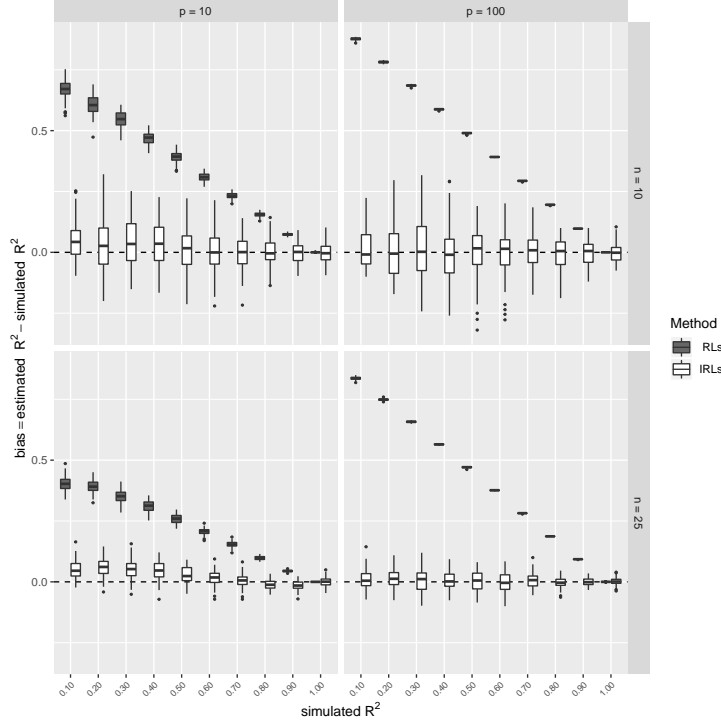 p = 10
p = 100
n = 10
n = 25
0.5
0.0
0.5
0.0
bias = estimated R² − simulated R²
0.10 0.20 0.30 0.40 0.50 0.60 0.70 0.80 0.90 1.00
0.10 0.20 0.30 0.40 0.50 0.60 0.70 0.80 0.90 1.00
simulated R²
Method
RLs
IRLs